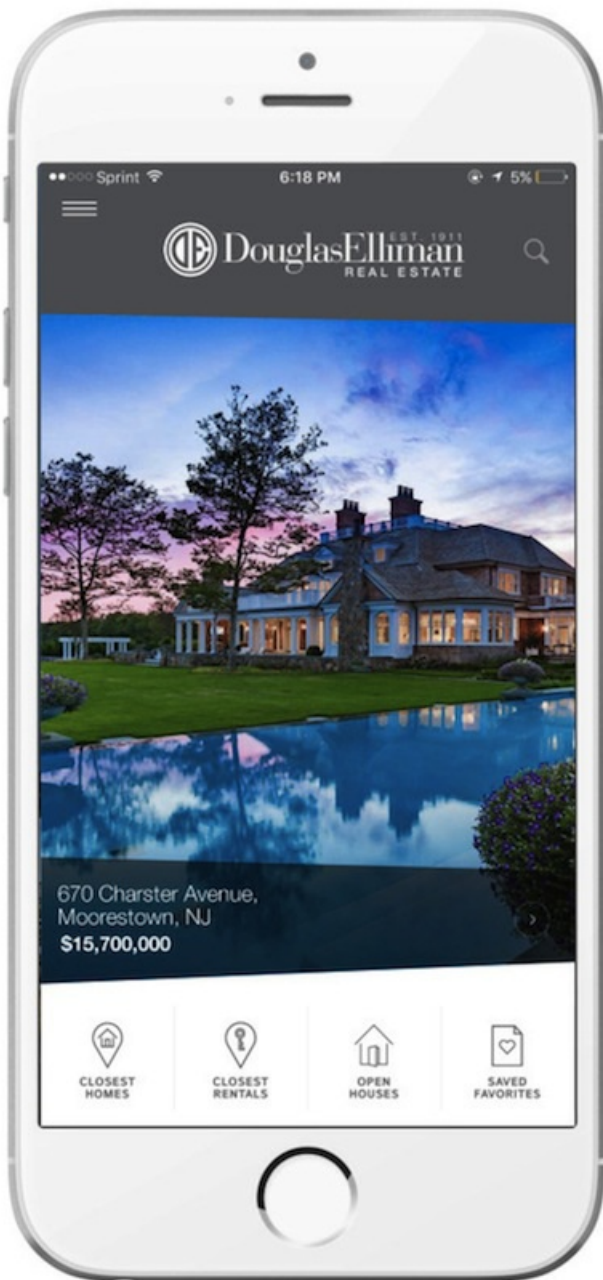 Sprint
6:18 PM
5%
DE
DouglasElliman
EST. 1911
REAL ESTATE
670 Charster Avenue,
Moorestown, NJ
$15,700,000
CLOSEST
HOMES
CLOSEST
RENTALS
OPEN
HOUSES
SAVED
FAVORITES